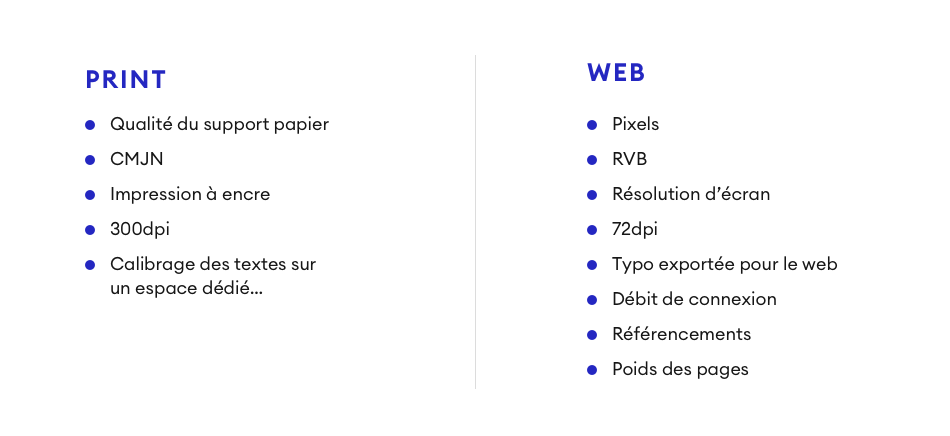 PRINT
Qualité du support papier
CMJN
Impression à encre
300dpi
Calibrage des textes sur
un espace dédié...
WEB
Pixels
RVB
Résolution d’écran
72dpi
Typo exportée pour le web
Débit de connexion
Référencements
Poids des pages